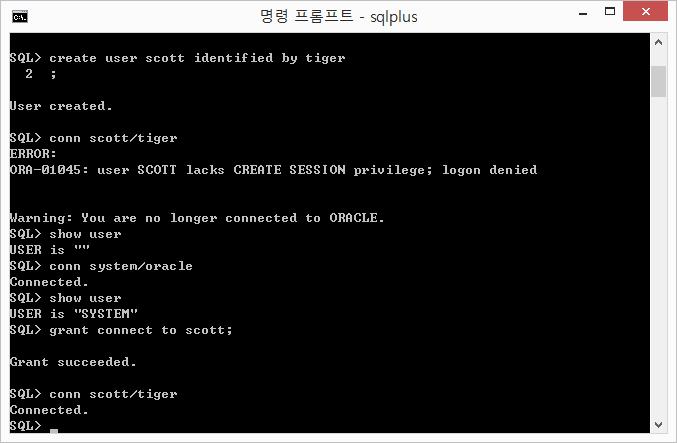 명령 프롬프트 - sqlplus
SQL> create user scott identified by tiger
2 ;
User created.
SQL> conn scott/tiger
ERROR:
ORA-01045: user SCOTT lacks CREATE SESSION privilege; logon denied
Warning: You are no longer connected to ORACLE.
SQL> show user
USER is ""
SQL> conn system/oracle
Connected.
SQL> show user
USER is "SYSTEM"
SQL> grant connect to scott;
Grant succeeded.
SQL> conn scott/tiger
Connected.
SQL>